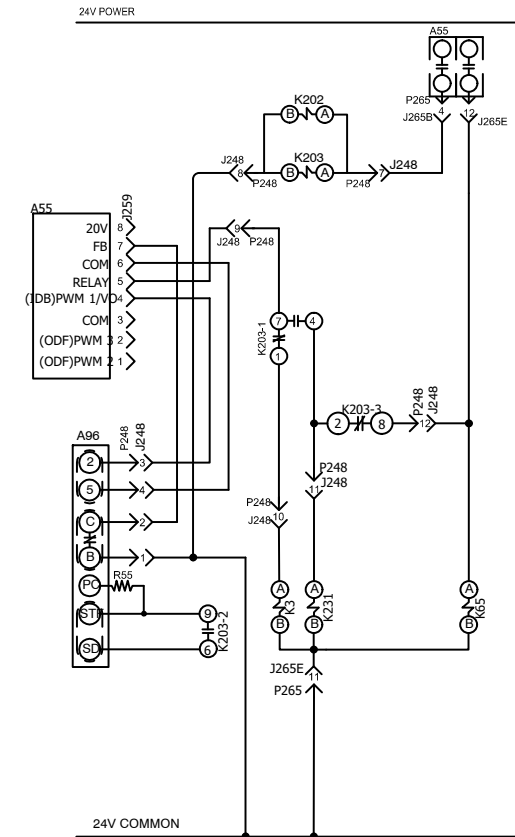 24V POWER
A55
P265
4
12
J265B
J265E
K202
B
A
K203
B
A
J248
8
P248
P248
7
J248
A55
J259
20V 8
FB 7
COM 6
RELAY 5
(IDB)PWM 1/VO 4
COM 3
(ODF)PWM 3 2
(ODF)PWM 2 1
9
J248 P248
K203-1
7
4
1
K203-3
2
8
P248
J248
12
A96
P248
J248
2
3
5
4
C
2
B
1
PC
R55
STF
9
K203-2
SD
6
P248
J248
11
P248
J248
10
A
K3
B
A
K231
B
A
K65
B
J265E
11
P265
24V COMMON